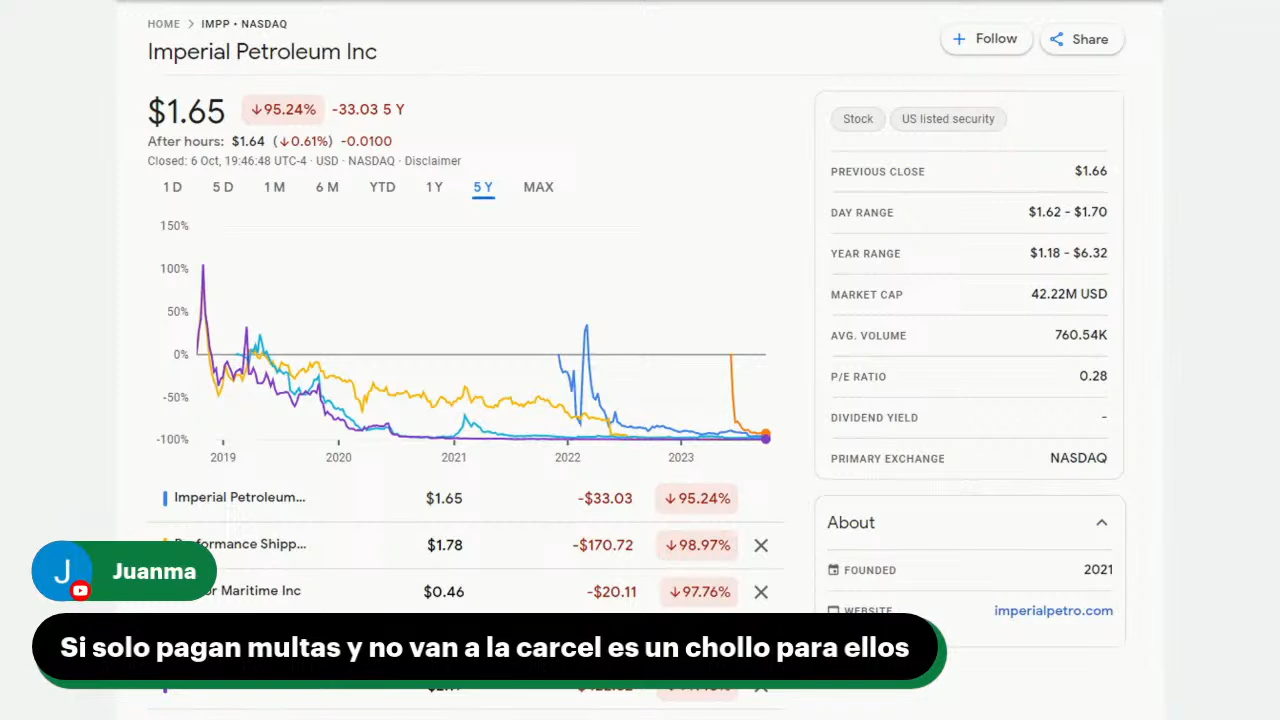 HOME > IMPP • NASDAQ
Imperial Petroleum Inc
+ Follow
Share
$1.65 ↓95.24% -33.03 5 Y
After hours: $1.64 (↓0.61%) -0.0100
Closed: 6 Oct, 19:46:48 UTC-4 · USD · NASDAQ · Disclaimer
1 D 5 D 1 M 6 M YTD 1 Y 5 Y MAX
150%
100%
50%
0%
-50%
-100%
2019 2020 2021 2022 2023
Imperial Petroleum... $1.65 -$33.03 ↓95.24%
rformance Shipp... $1.78 -$170.72 ↓98.97%
or Maritime Inc $0.46 -$20.11 ↓97.76%
Stock US listed security
PREVIOUS CLOSE $1.66
DAY RANGE $1.62 - $1.70
YEAR RANGE $1.18 - $6.32
MARKET CAP 42.22M USD
AVG. VOLUME 760.54K
P/E RATIO 0.28
DIVIDEND YIELD -
PRIMARY EXCHANGE NASDAQ
About
FOUNDED 2021
WEBSITE imperialpetro.com
J Juanma
Si solo pagan multas y no van a la carcel es un chollo para ellos